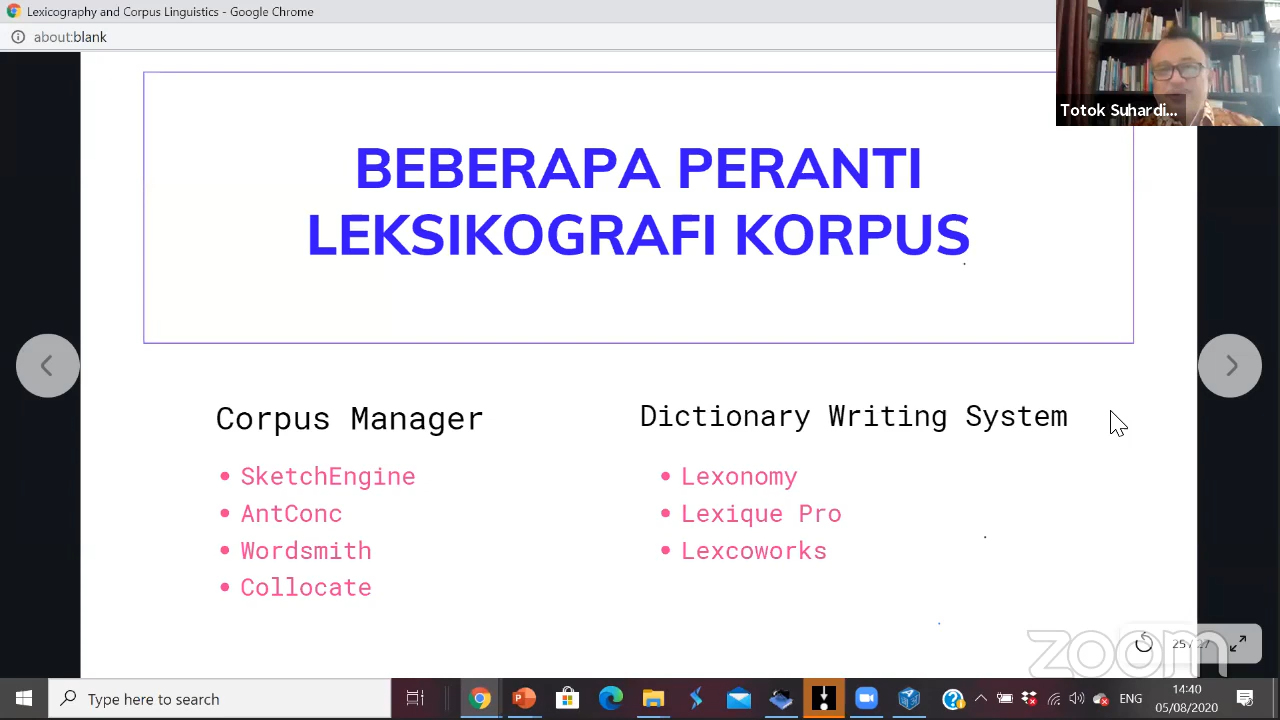 Lexicography and Corpus Linguistics - Google Chrome
about:blank
Totok Suhardi...
BEBERAPA PERANTI
LEKSIKOGRAFI KORPUS
Corpus Manager
• SketchEngine
• AntConc
• Wordsmith
• Collocate
Dictionary Writing System
• Lexonomy
• Lexique Pro
• Lexcoworks
25 / 27
zoom
Type here to search
ENG
14:40
05/08/2020